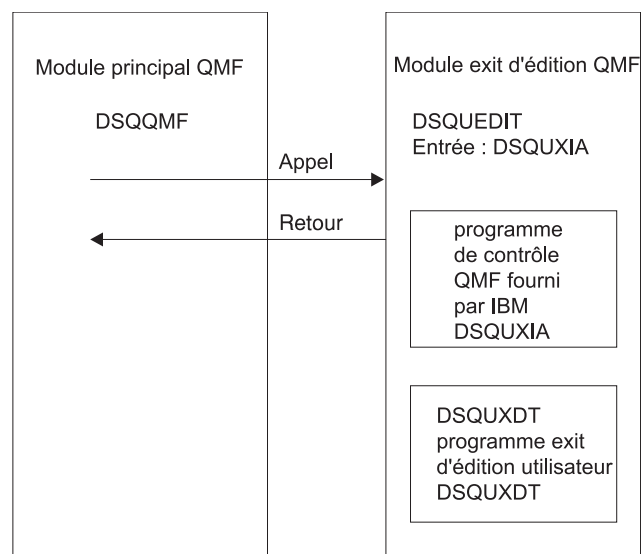 Module principal QMF
DSQQMF
Appel
Retour
Module exit d'édition QMF
DSQUEDIT
Entrée : DSQUXIA
programme
de contrôle
QMF fourni
par IBM
DSQUXIA
DSQUXDT
programme exit
d'édition utilisateur
DSQUXDT